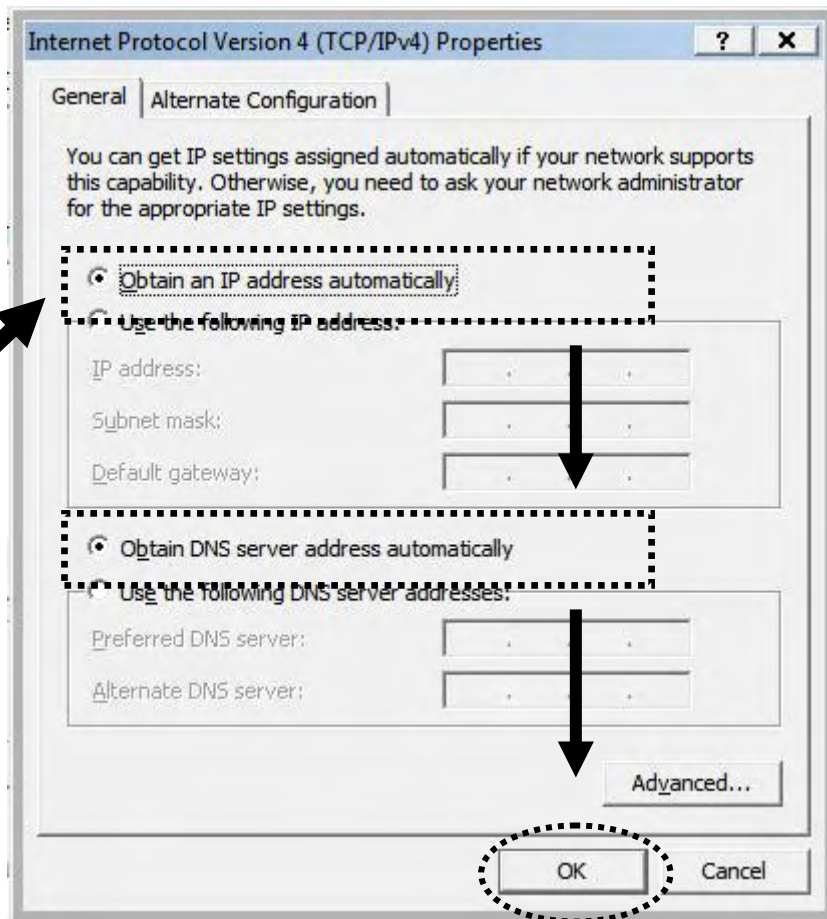 Internet Protocol Version 4 (TCP/IPv4) Properties
General Alternate Configuration
You can get IP settings assigned automatically if your network supports
this capability. Otherwise, you need to ask your network administrator
for the appropriate IP settings.
Obtain an IP address automatically
Use the following IP address:
IP address:
Subnet mask:
Default gateway:
Obtain DNS server address automatically
Use the following DNS server addresses:
Preferred DNS server:
Alternate DNS server:
Advanced...
OK Cancel